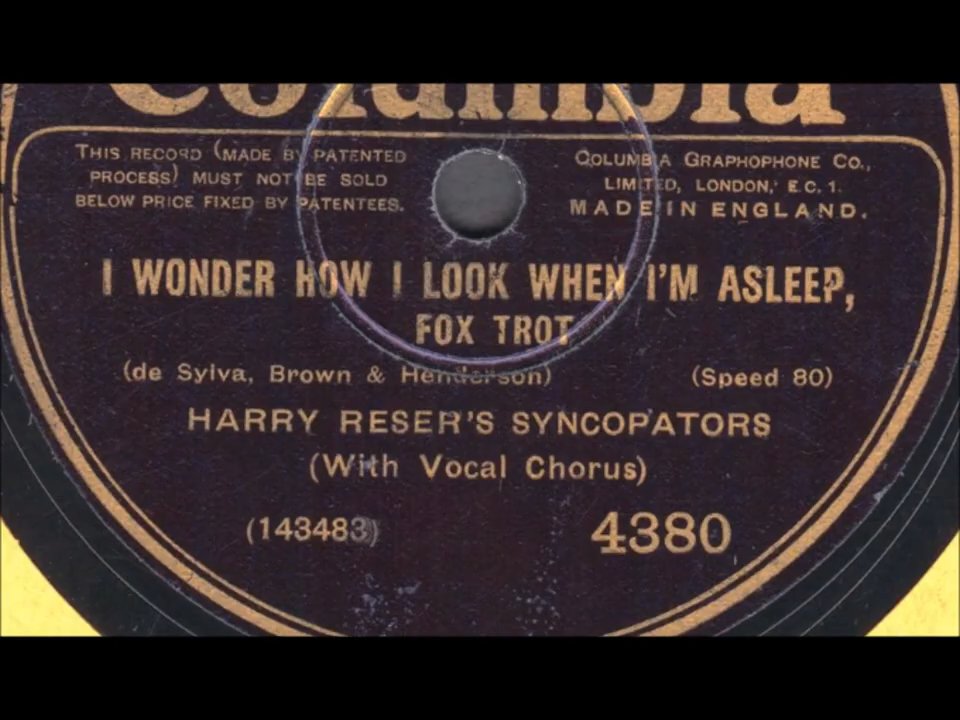 Columbia
THIS RECORD (MADE BY PATENTED
PROCESS) MUST NOT BE SOLD
BELOW PRICE FIXED BY PATENTEES.
COLUMBIA GRAPHOPHONE CO.,
LIMITED, LONDON, E.C.1.
MADE IN ENGLAND.
I WONDER HOW I LOOK WHEN I'M ASLEEP,
FOX TROT
(de Sylva, Brown & Henderson) (Speed 80)
HARRY RESER'S SYNCOPATORS
(With Vocal Chorus)
(143483) 4380